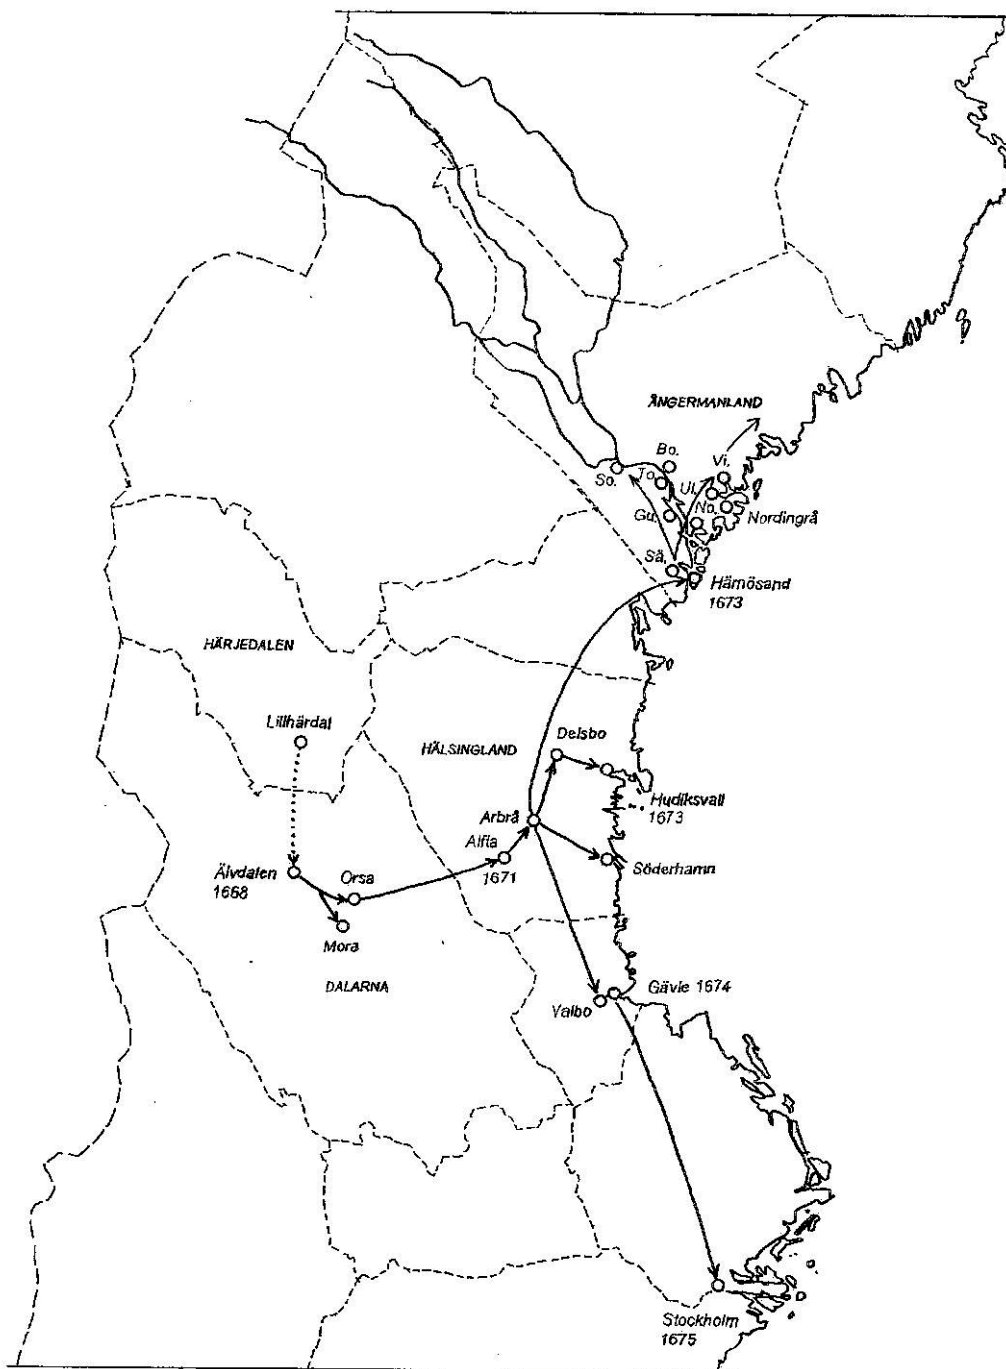 ÅNGERMANLAND
Bo.
Vi.
So.
To.
Ul.
Gu.
No.
Nordingrå
Sä.
Härnösand
1673
HÄRJEDALEN
Lillhärdal
HÄLSINGLAND
Delsbo
Hudiksvall
1673
Arbrå
Alfta
1671
Söderhamn
Älvdalen
1668
Orsa
Mora
DALARNA
Gävle 1674
Valbo
Stockholm
1675